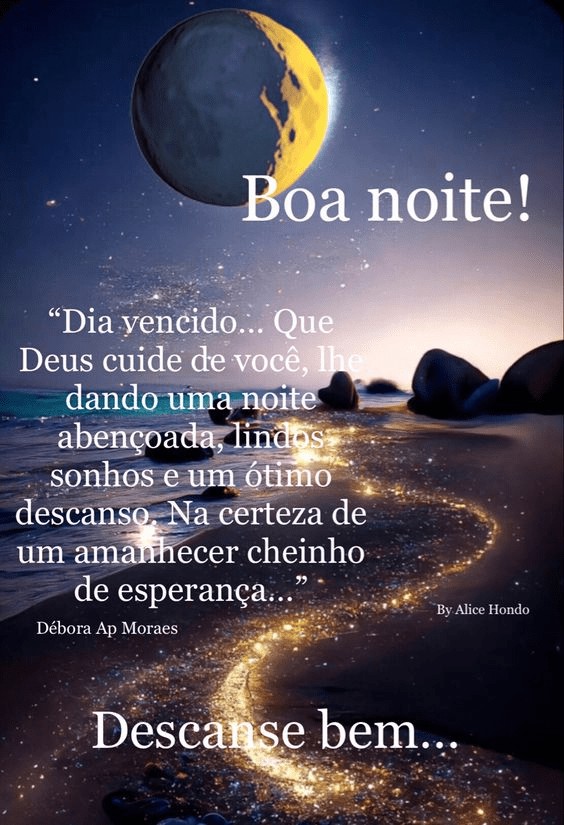 Boa noite!
“Dia vencido... Que
Deus cuide de você, lhe
dando uma noite
abençoada, lindos
sonhos e um ótimo
descanso. Na certeza de
um amanhecer cheinho
de esperança...”
By Alice Hondo
Débora Ap Moraes
Descanse bem...